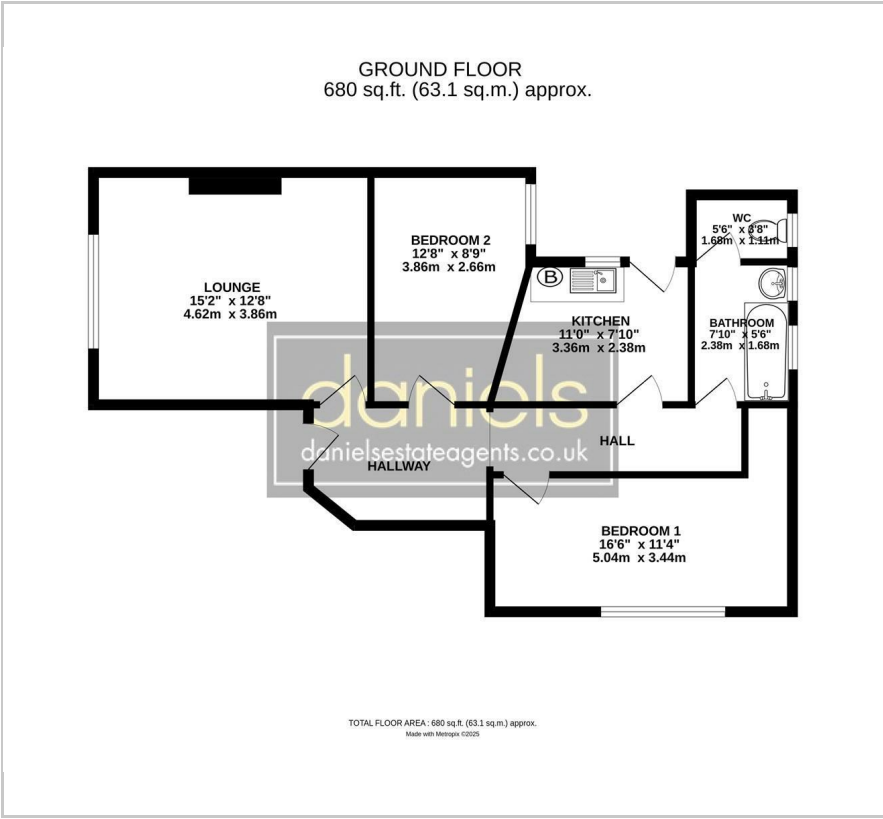 GROUND FLOOR
680 sq.ft. (63.1 sq.m.) approx.
WC
5'6" x 3'8"
1.68m x 1.11m
BEDROOM 2
12'8" x 8'9"
3.86m x 2.66m
B
LOUNGE
15'2" x 12'8"
4.62m x 3.86m
KITCHEN
11'0" x 7'10"
3.36m x 2.38m
BATHROOM
7'10" x 5'6"
2.38m x 1.68m
daniels
danielsestateagents.co.uk
HALL
HALLWAY
BEDROOM 1
16'6" x 11'4"
5.04m x 3.44m
TOTAL FLOOR AREA : 680 sq.ft. (63.1 sq.m.) approx.
Made with Metropix ©2025